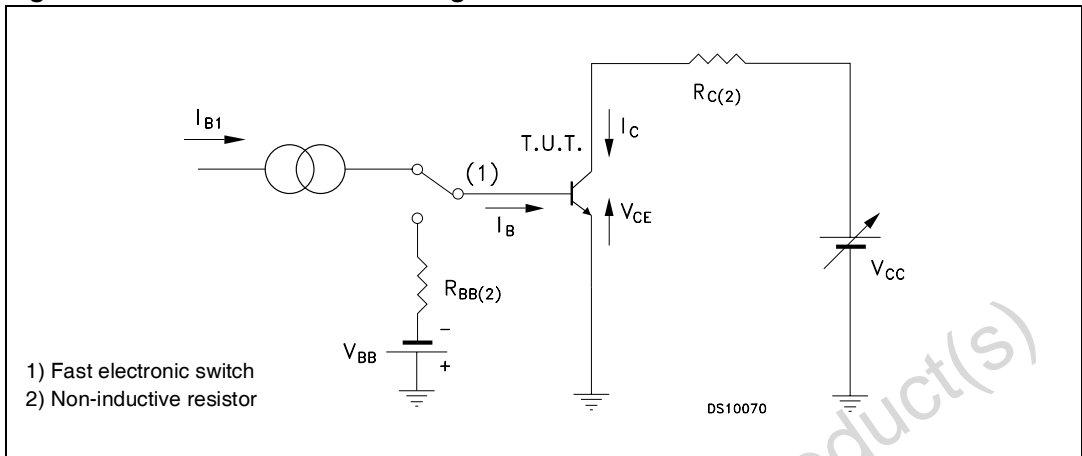 I_B1
T.U.T.
(1)
I_B
I_C
V_CE
R_C(2)
V_CC
R_BB(2)
V_BB
-
+
1) Fast electronic switch
2) Non-inductive resistor
DS10070
duct(s)